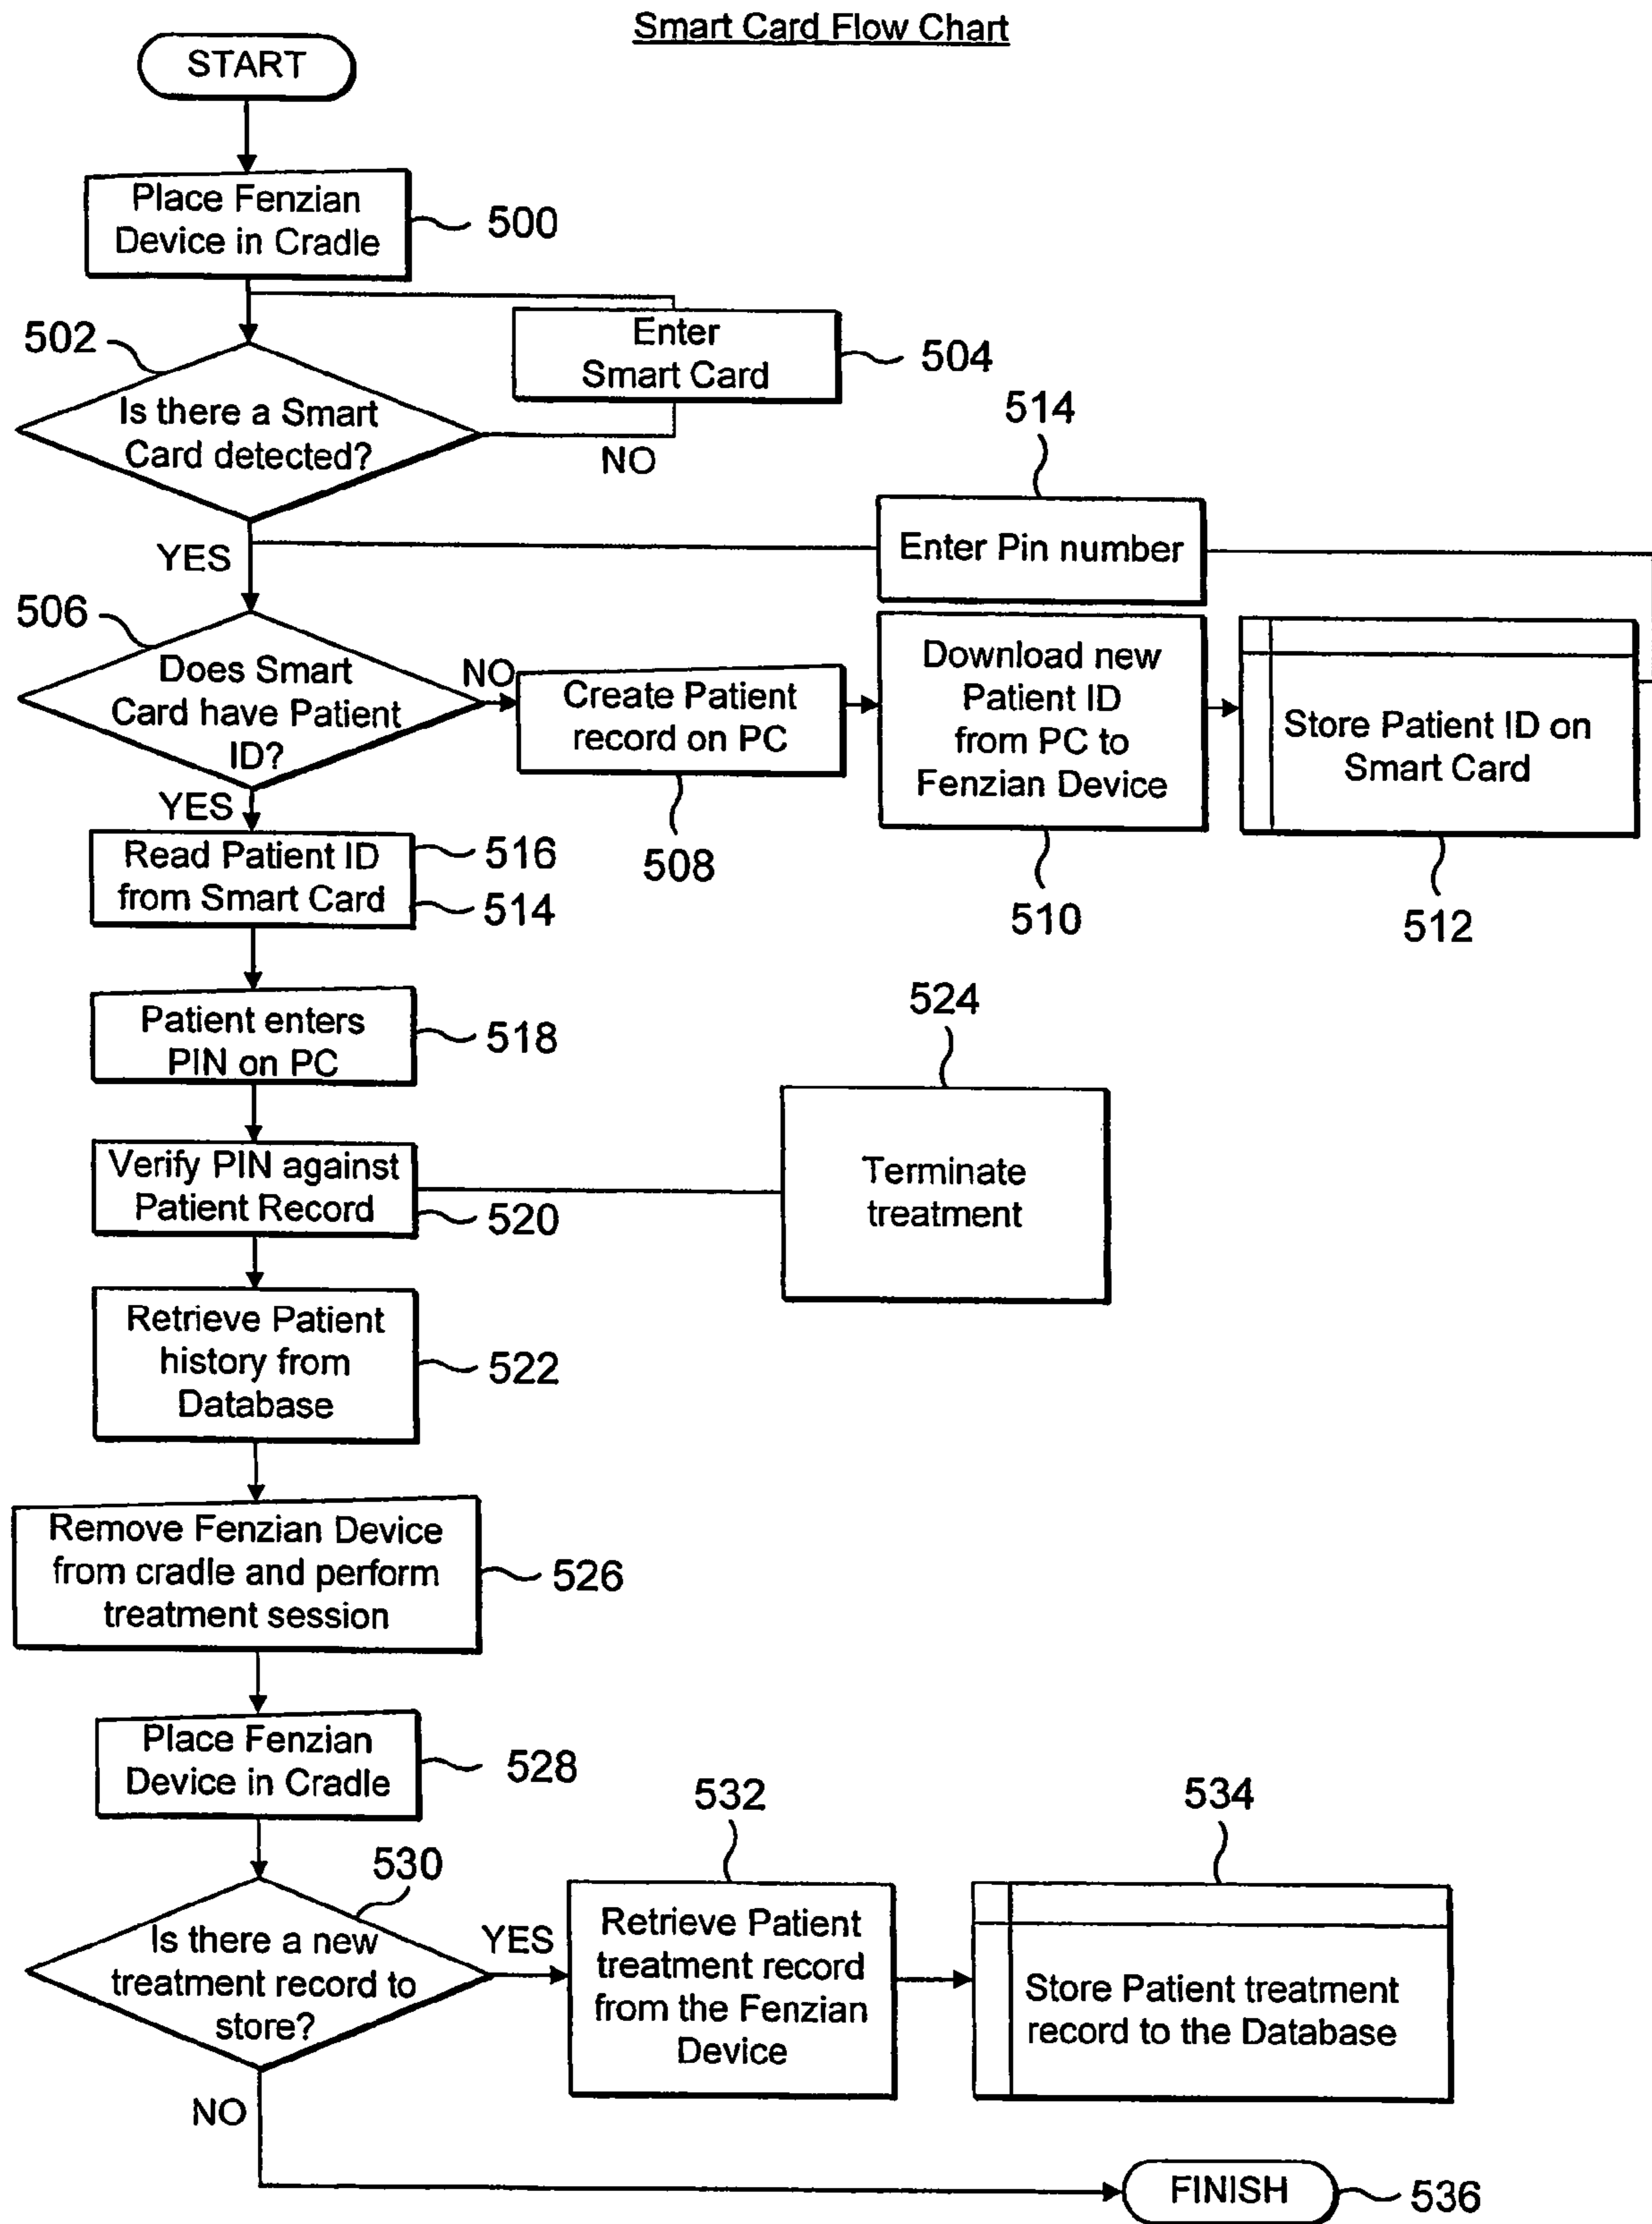 Smart Card Flow Chart
START
Place Fenzian
Device in Cradle
500
502
Enter
Smart Card
504
Is there a Smart
Card detected?
NO
514
YES
Enter Pin number
506
Does Smart
Card have Patient
ID?
NO
Create Patient
record on PC
508
Download new
Patient ID
from PC to
Fenzian Device
510
Store Patient ID on
Smart Card
512
YES
Read Patient ID
from Smart Card
516
514
Patient enters
PIN on PC
518
524
Verify PIN against
Patient Record
520
Terminate
treatment
Retrieve Patient
history from
Database
522
Remove Fenzian Device
from cradle and perform
treatment session
526
Place Fenzian
Device in Cradle
528
530
Is there a new
treatment record to
store?
YES
532
Retrieve Patient
treatment record
from the Fenzian
Device
534
Store Patient treatment
record to the Database
NO
FINISH
536